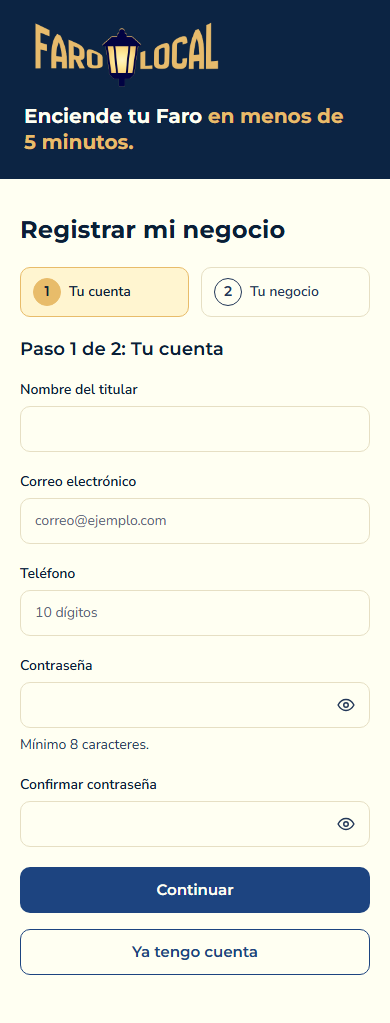 FARO LOCAL
Enciende tu Faro en menos de
5 minutos.
Registrar mi negocio
1 Tu cuenta
2 Tu negocio
Paso 1 de 2: Tu cuenta
Nombre del titular
Correo electrónico
correo@ejemplo.com
Teléfono
10 dígitos
Contraseña
Mínimo 8 caracteres.
Confirmar contraseña
Continuar
Ya tengo cuenta